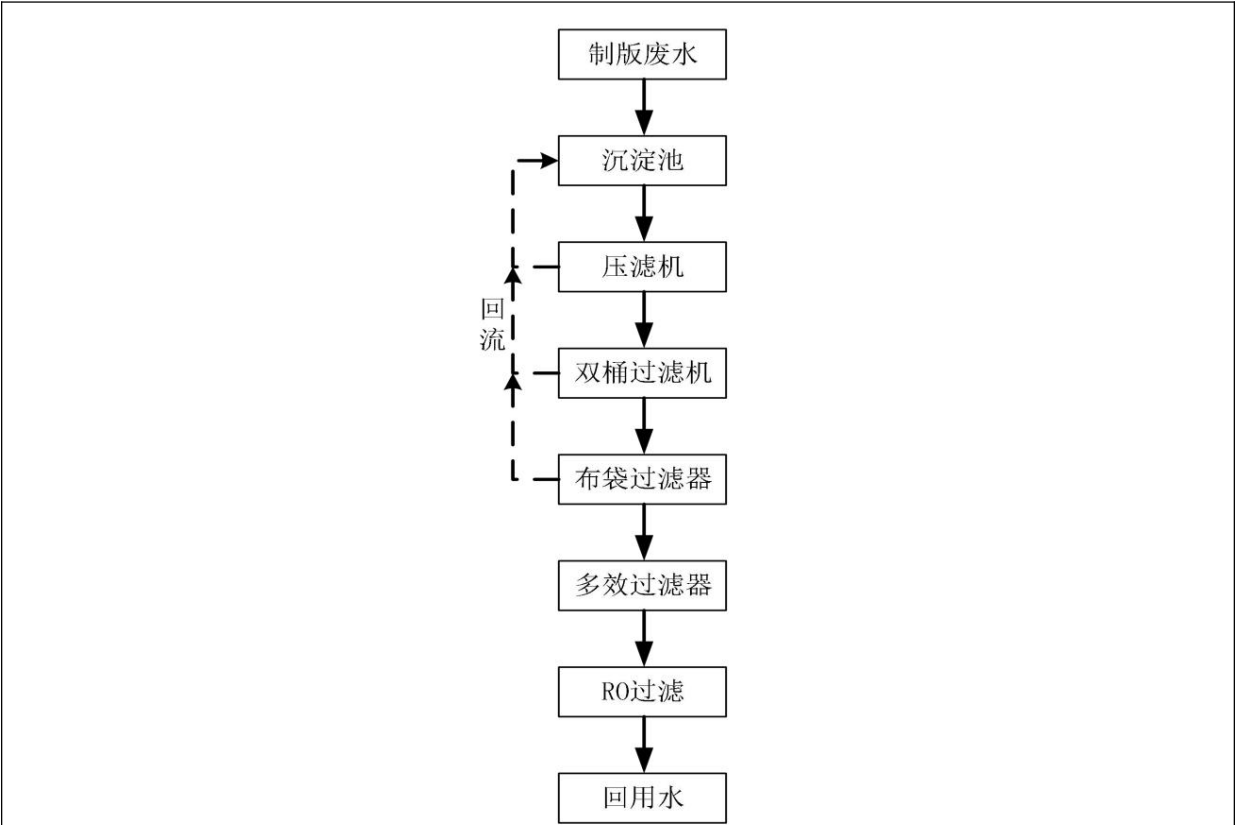 制版废水
沉淀池
压滤机
回
流
双桶过滤机
布袋过滤器
多效过滤器
RO过滤
回用水